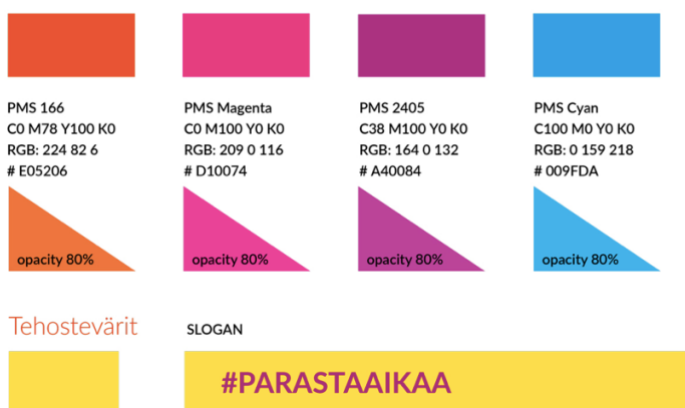 PMS 166
C0 M78 Y100 K0
RGB: 224 82 6
# E05206
PMS Magenta
C0 M100 Y0 K0
RGB: 209 0 116
# D10074
PMS 2405
C38 M100 Y0 K0
RGB: 164 0 132
# A40084
PMS Cyan
C100 M0 Y0 K0
RGB: 0 159 218
# 009FDA
opacity 80%
opacity 80%
opacity 80%
opacity 80%
Tehostevärit
SLOGAN
#PARASTAAIKAA